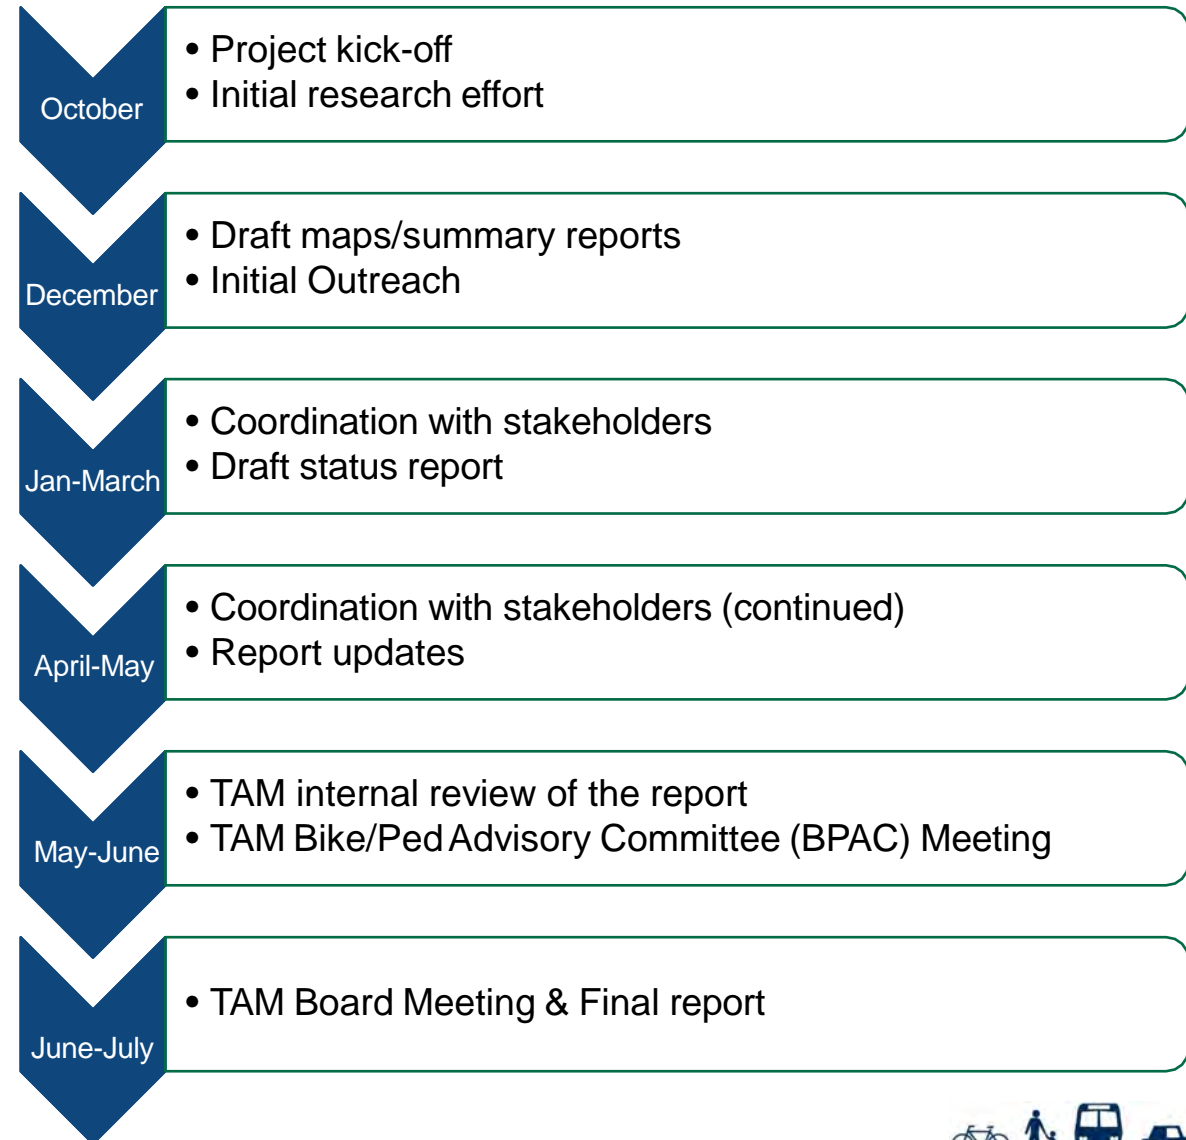 October
• Project kick-off
• Initial research effort
December
• Draft maps/summary reports
• Initial Outreach
Jan-March
• Coordination with stakeholders
• Draft status report
April-May
• Coordination with stakeholders (continued)
• Report updates
May-June
• TAM internal review of the report
• TAM Bike/Ped Advisory Committee (BPAC) Meeting
June-July
• TAM Board Meeting & Final report